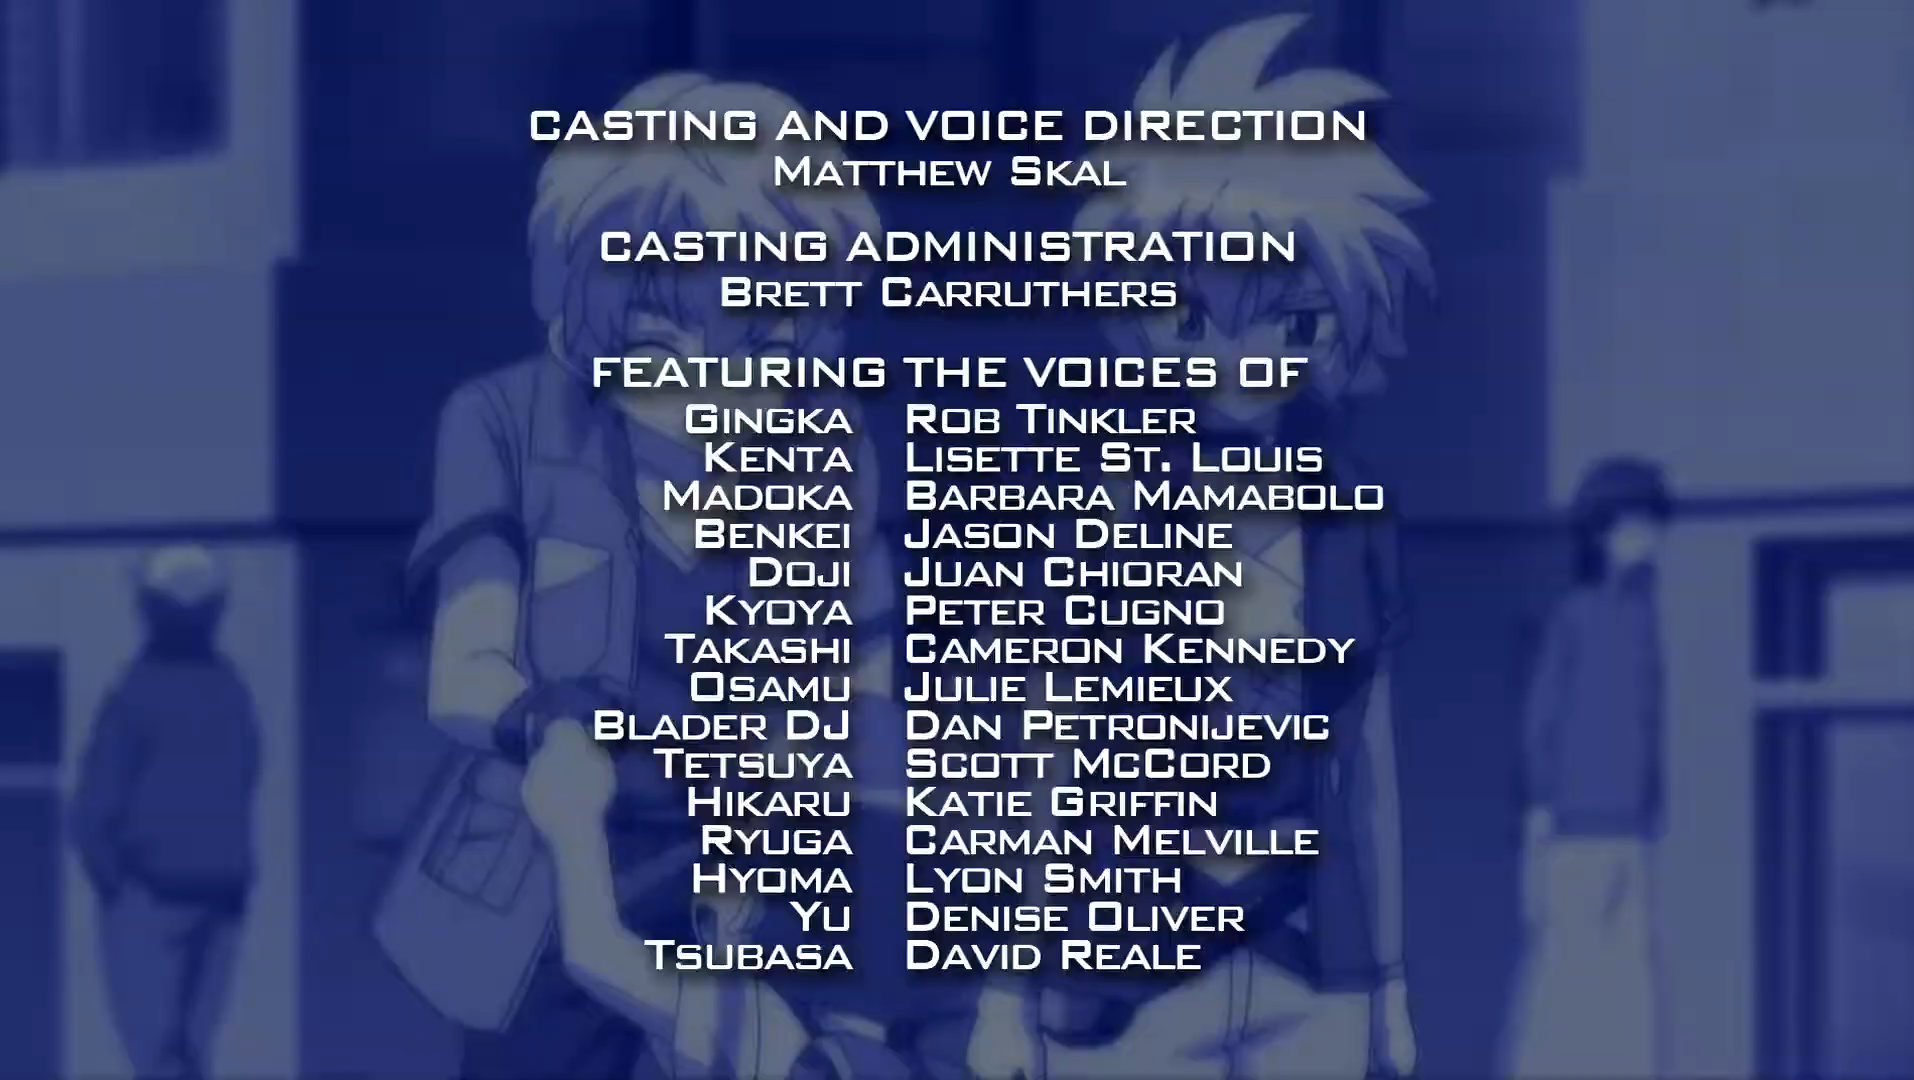 CASTING AND VOICE DIRECTION
MATTHEW SKAL
CASTING ADMINISTRATION
BRETT CARRUTHERS
FEATURING THE VOICES OF
GINGKA ROB TINKLER
KENTA LISETTE ST. LOUIS
MADOKA BARBARA MAMABOLO
BENKEI JASON DELINE
DOJI JUAN CHIORAN
KYOYA PETER CUGNO
TAKASHI CAMERON KENNEDY
OSAMU JULIE LEMIEUX
BLADER DJ DAN PETRONIJEVIC
TETSUYA SCOTT MCCORD
HIKARU KATIE GRIFFIN
RYUGA CARMAN MELVILLE
HYOMA LYON SMITH
YU DENISE OLIVER
TSUBASA DAVID REALE